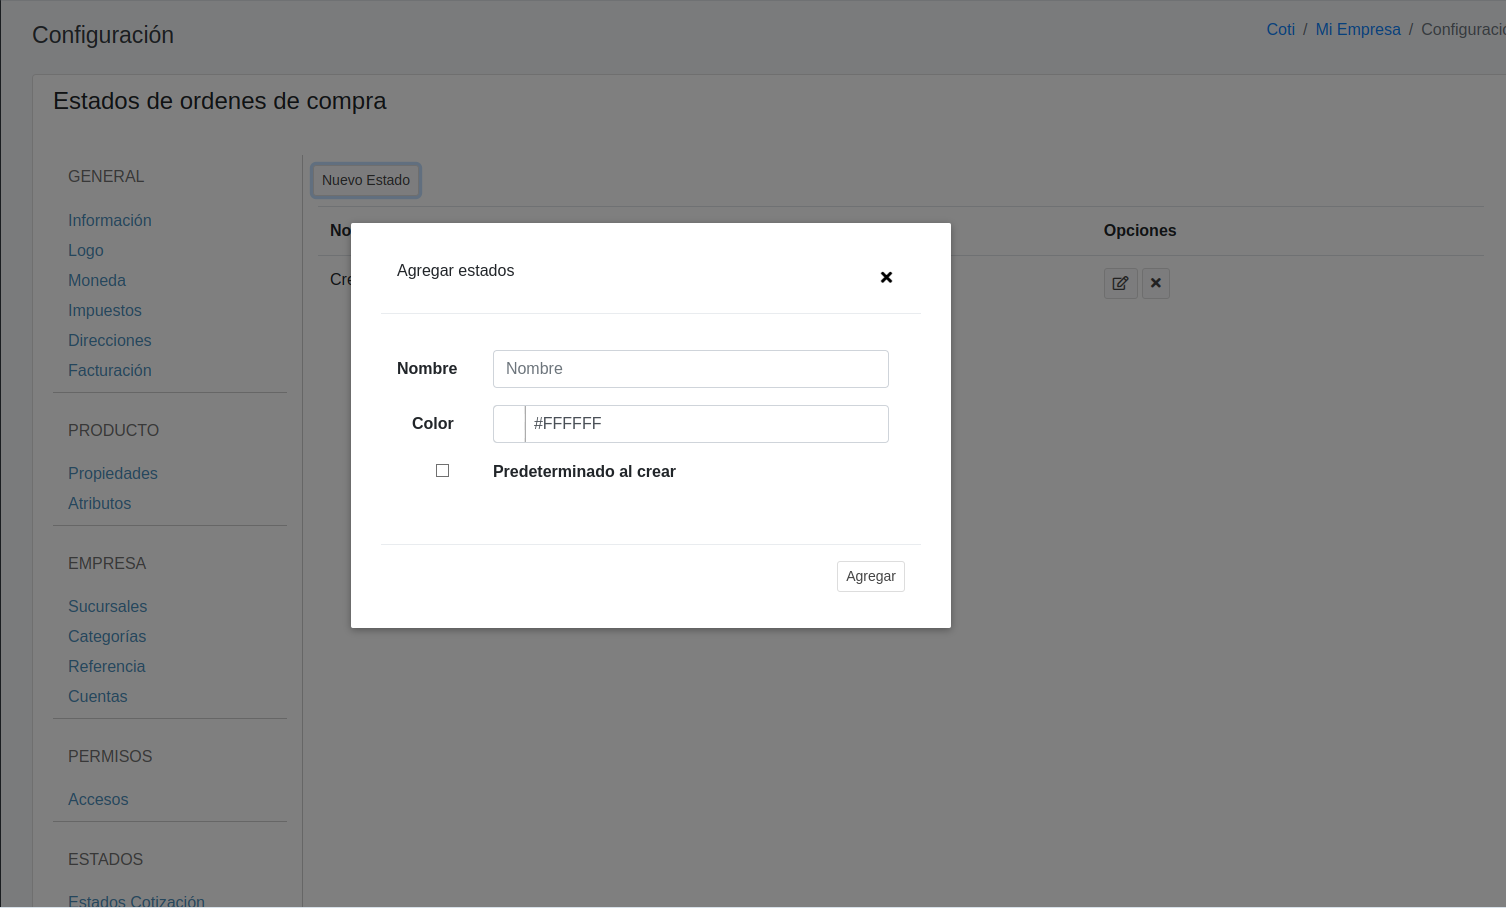 Configuración
Coti / Mi Empresa / Configuració
Estados de ordenes de compra
GENERAL
Información
Logo
Moneda
Impuestos
Direcciones
Facturación
PRODUCTO
Propiedades
Atributos
EMPRESA
Sucursales
Categorías
Referencia
Cuentas
PERMISOS
Accesos
ESTADOS
Estados Cotización
Nuevo Estado
No
Opciones
Cre
Agregar estados
Nombre
Nombre
Color
#FFFFFF
Predeterminado al crear
Agregar